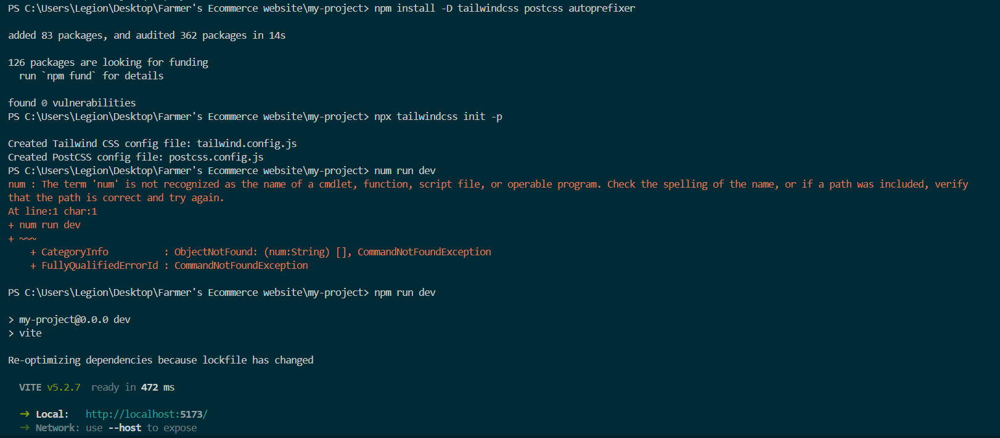 PS C:\Users\Legion\Desktop\Farmer's Ecommerce website\my-project> npm install -D tailwindcss postcss autoprefixer
added 83 packages, and audited 362 packages in 14s
126 packages are looking for funding
  run `npm fund` for details
found 0 vulnerabilities
PS C:\Users\Legion\Desktop\Farmer's Ecommerce website\my-project> npx tailwindcss init -p
Created Tailwind CSS config file: tailwind.config.js
Created PostCSS config file: postcss.config.js
PS C:\Users\Legion\Desktop\Farmer's Ecommerce website\my-project> num run dev
num : The term 'num' is not recognized as the name of a cmdlet, function, script file, or operable program. Check the spelling of the name, or if a path was included, verify
that the path is correct and try again.
At line:1 char:1
+ num run dev
+ ~~~
    + CategoryInfo          : ObjectNotFound: (num:String) [], CommandNotFoundException
    + FullyQualifiedErrorId : CommandNotFoundException
PS C:\Users\Legion\Desktop\Farmer's Ecommerce website\my-project> npm run dev
> my-project@0.0.0 dev
> vite
Re-optimizing dependencies because lockfile has changed
  VITE v5.2.7  ready in 472 ms
  ➜ Local:   http://localhost:5173/
  ➜ Network: use --host to expose